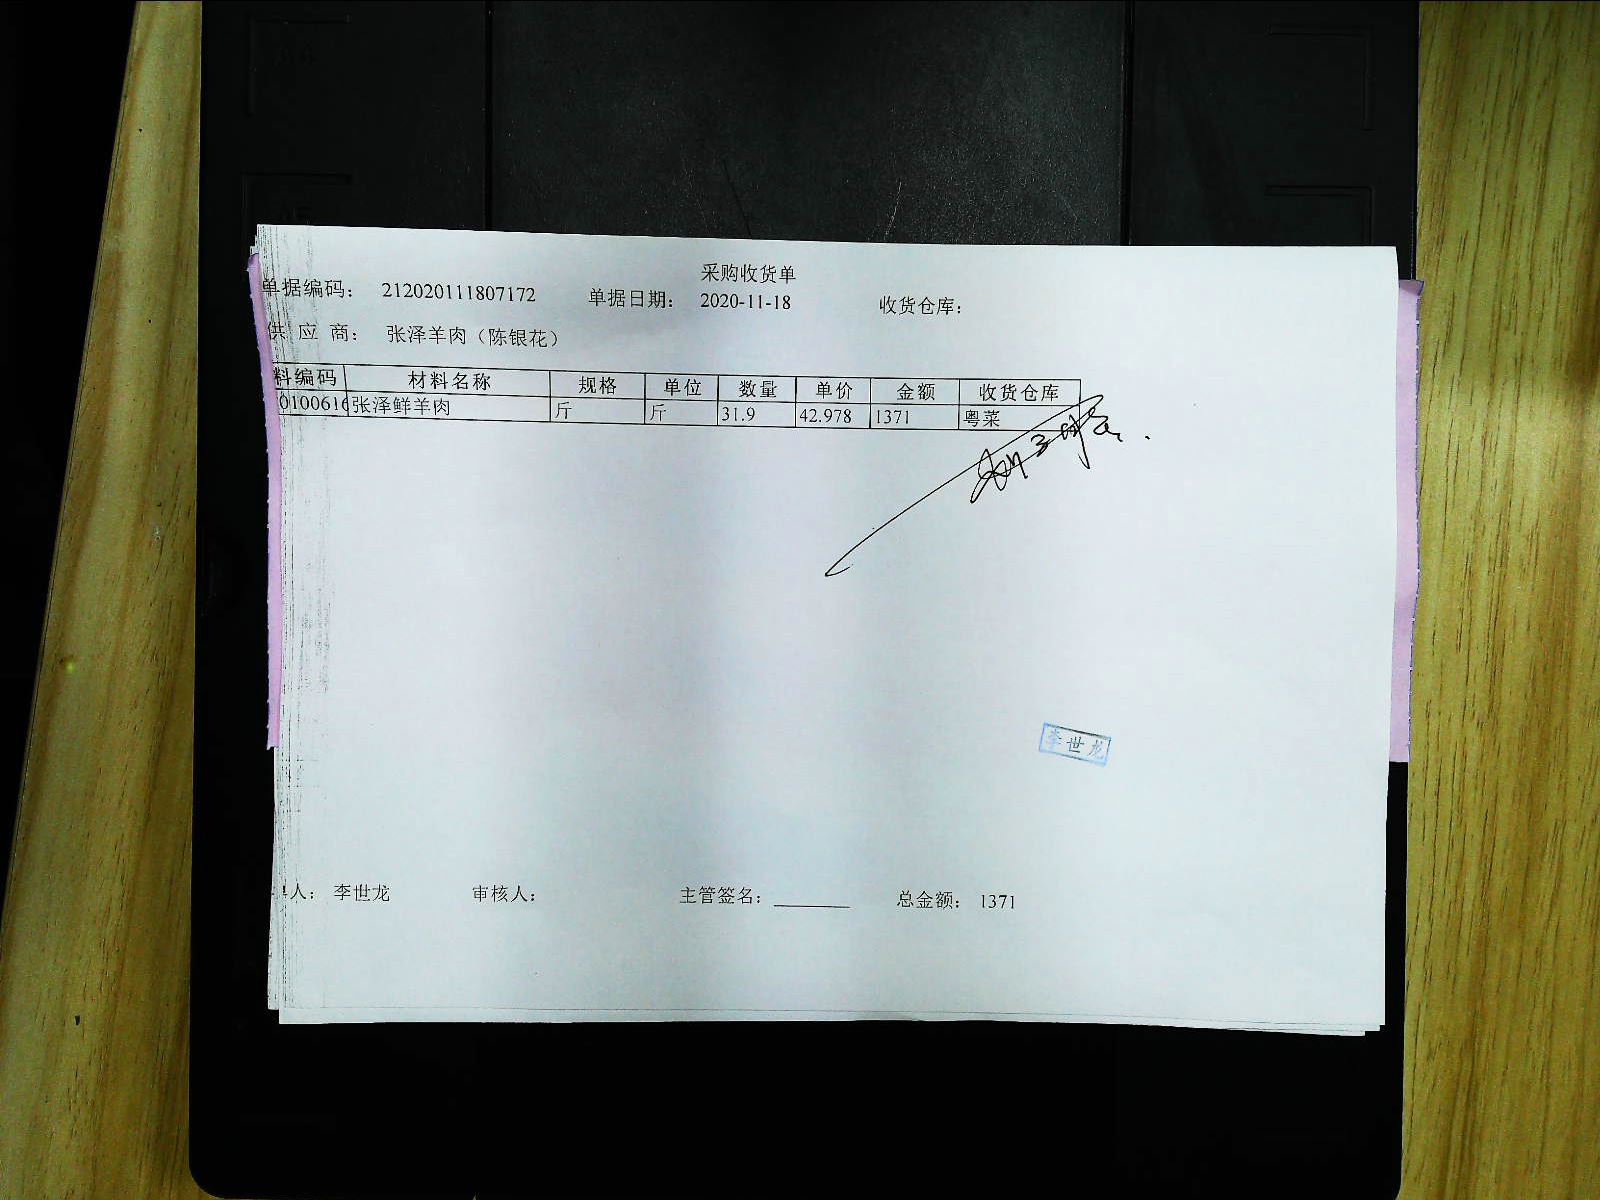 采购收货单
单据编码： 212020111807172 单据日期： 2020-11-18 收货仓库：
供 应 商： 张泽羊肉（陈银花）
料编码 材料名称 规格 单位 数量 单价 金额 收货仓库
0100616 张泽鲜羊肉 斤 斤 31.9 42.978 1371 粤菜
李世龙
人： 李世龙 审核人： 主管签名： 总金额： 1371